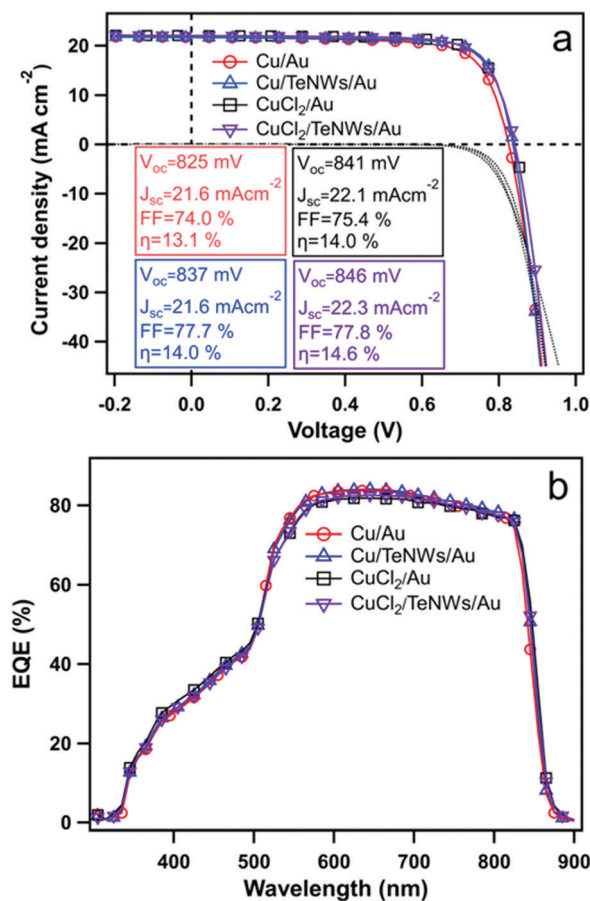 a
20
10
0
-10
-20
-30
-40
Current density (mA cm⁻²)
Cu/Au
Cu/TeNWs/Au
CuCl₂/Au
CuCl₂/TeNWs/Au
Voc=825 mV
Jsc=21.6 mAcm⁻²
FF=74.0 %
η=13.1 %
Voc=841 mV
Jsc=22.1 mAcm⁻²
FF=75.4 %
η=14.0 %
Voc=837 mV
Jsc=21.6 mAcm⁻²
FF=77.7 %
η=14.0 %
Voc=846 mV
Jsc=22.3 mAcm⁻²
FF=77.8 %
η=14.6 %
-0.2 0.0 0.2 0.4 0.6 0.8 1.0
Voltage (V)
b
80
60
40
20
0
EQE (%)
Cu/Au
Cu/TeNWs/Au
CuCl₂/Au
CuCl₂/TeNWs/Au
400 500 600 700 800 900
Wavelength (nm)